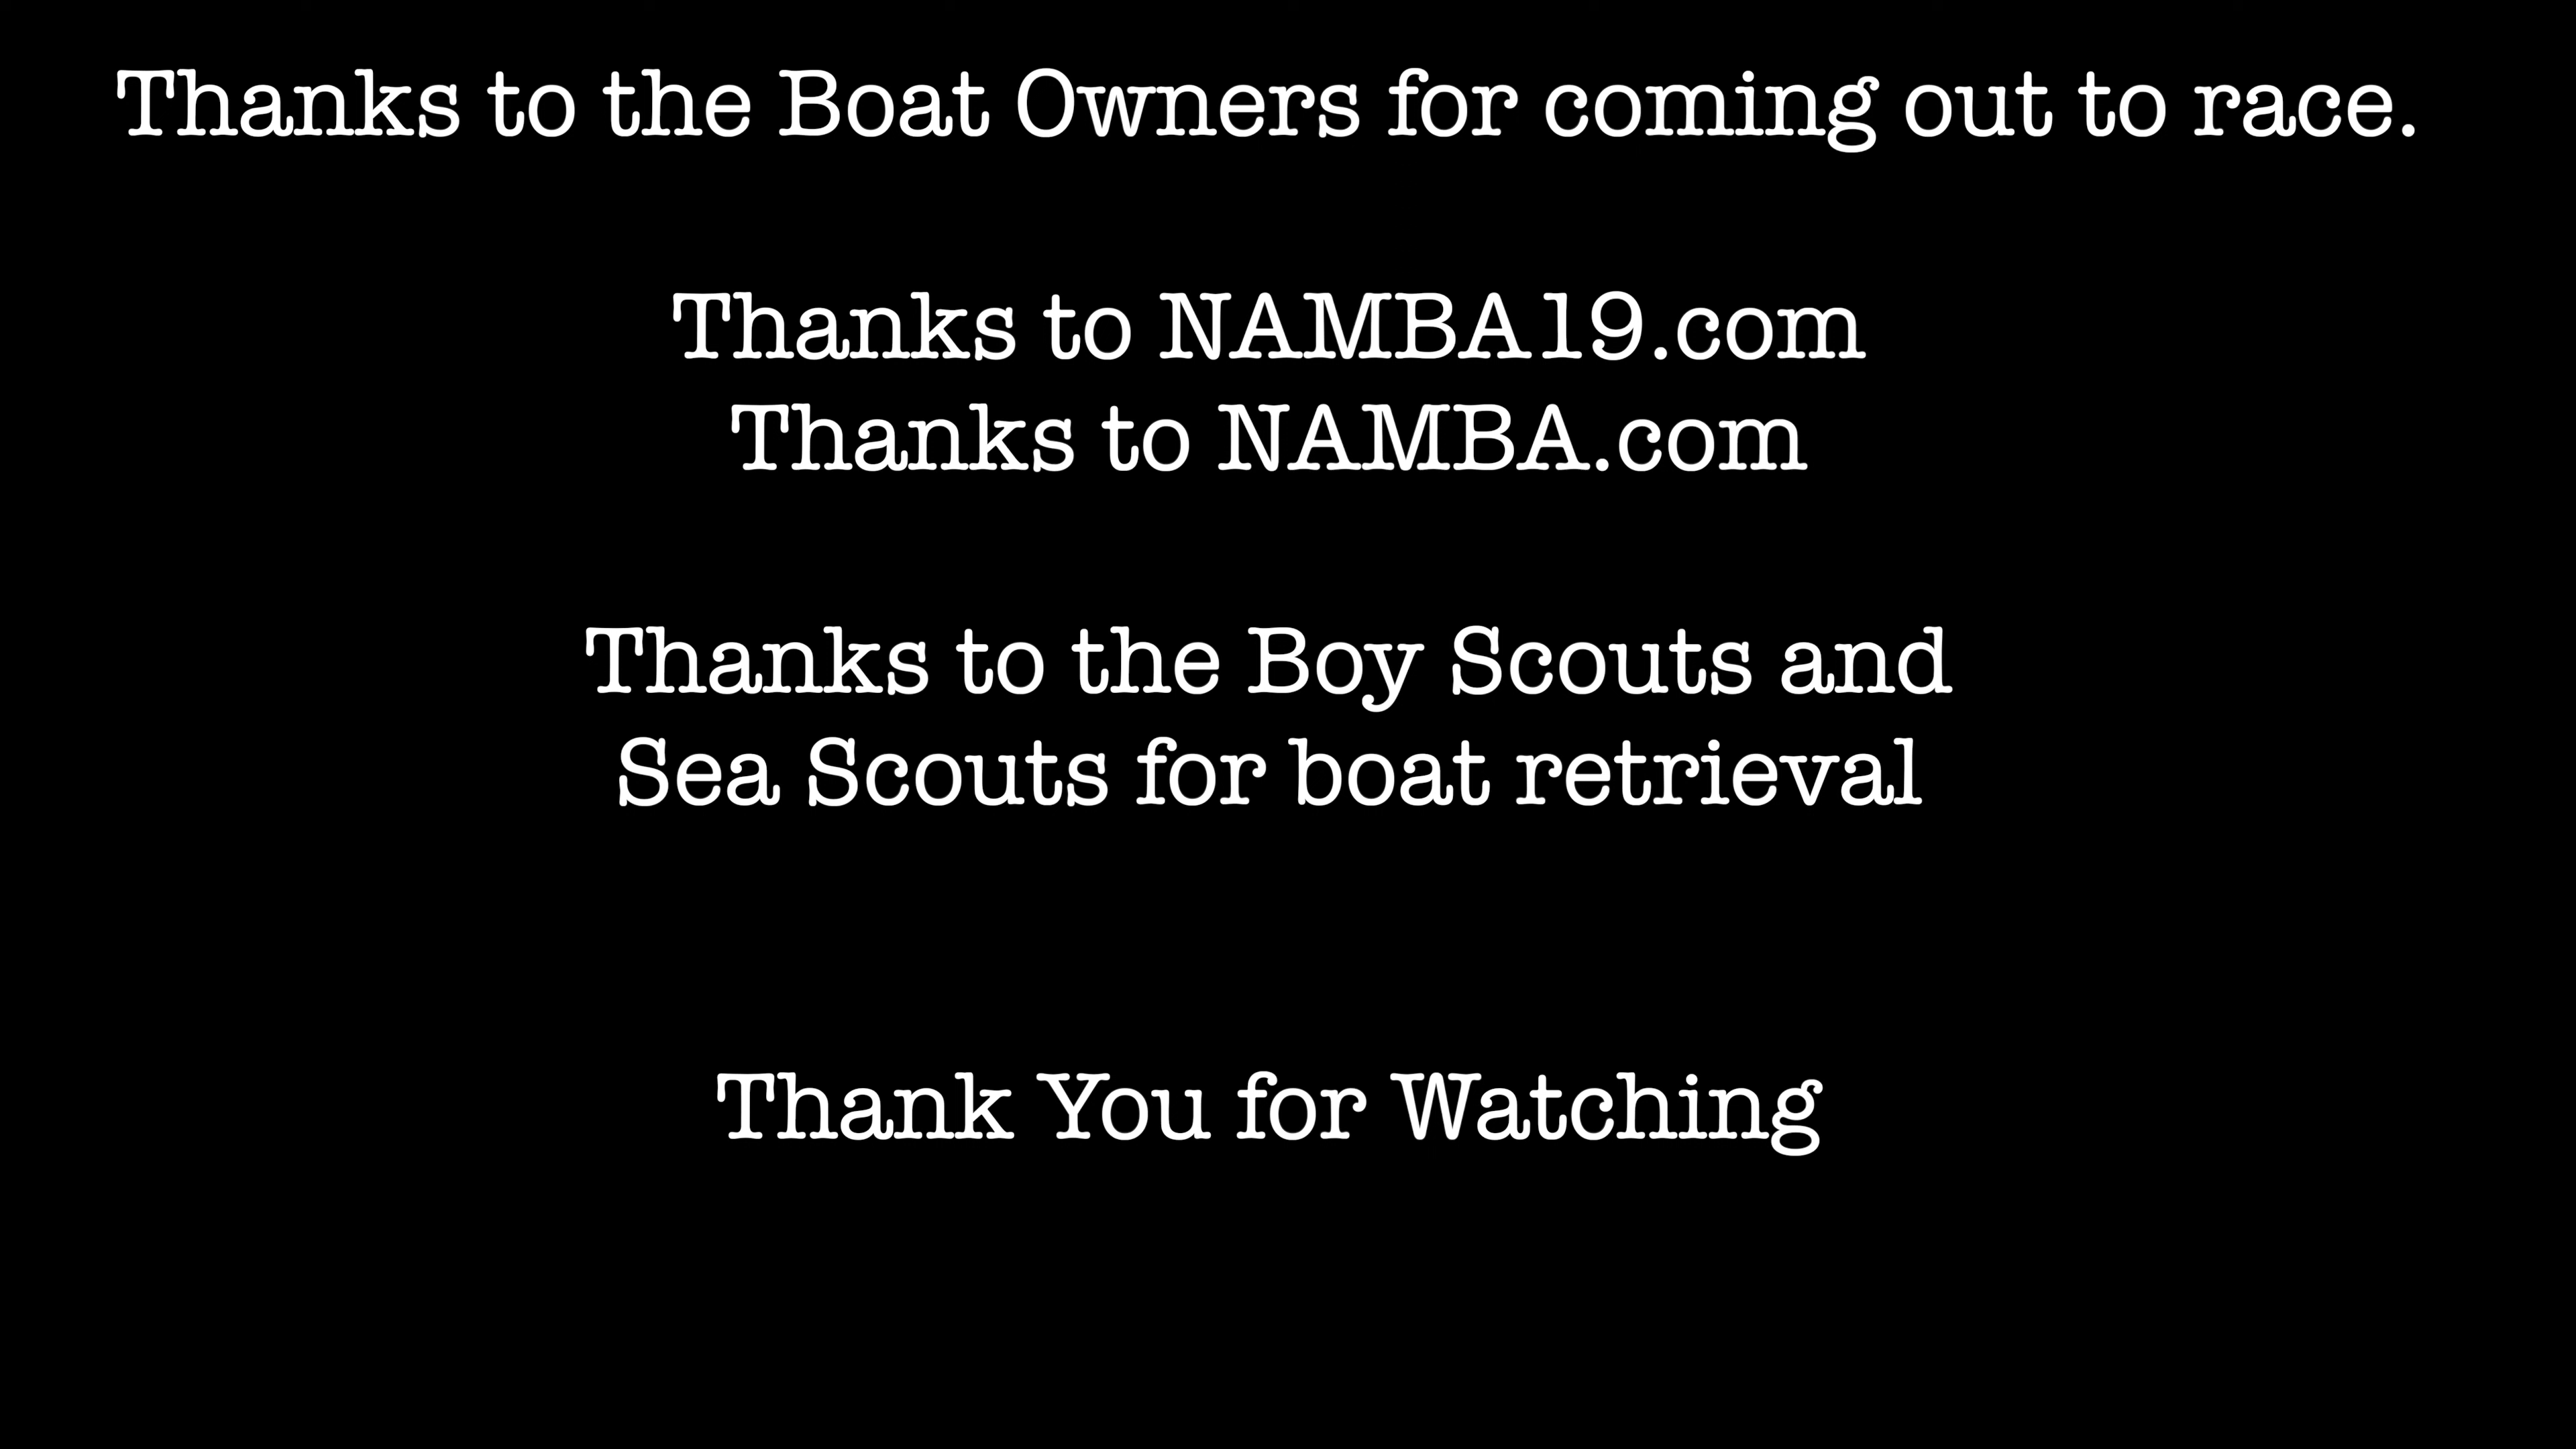 Thanks to the Boat Owners for coming out to race.
Thanks to NAMBA19.com
Thanks to NAMBA.com
Thanks to the Boy Scouts and
Sea Scouts for boat retrieval
Thank You for Watching